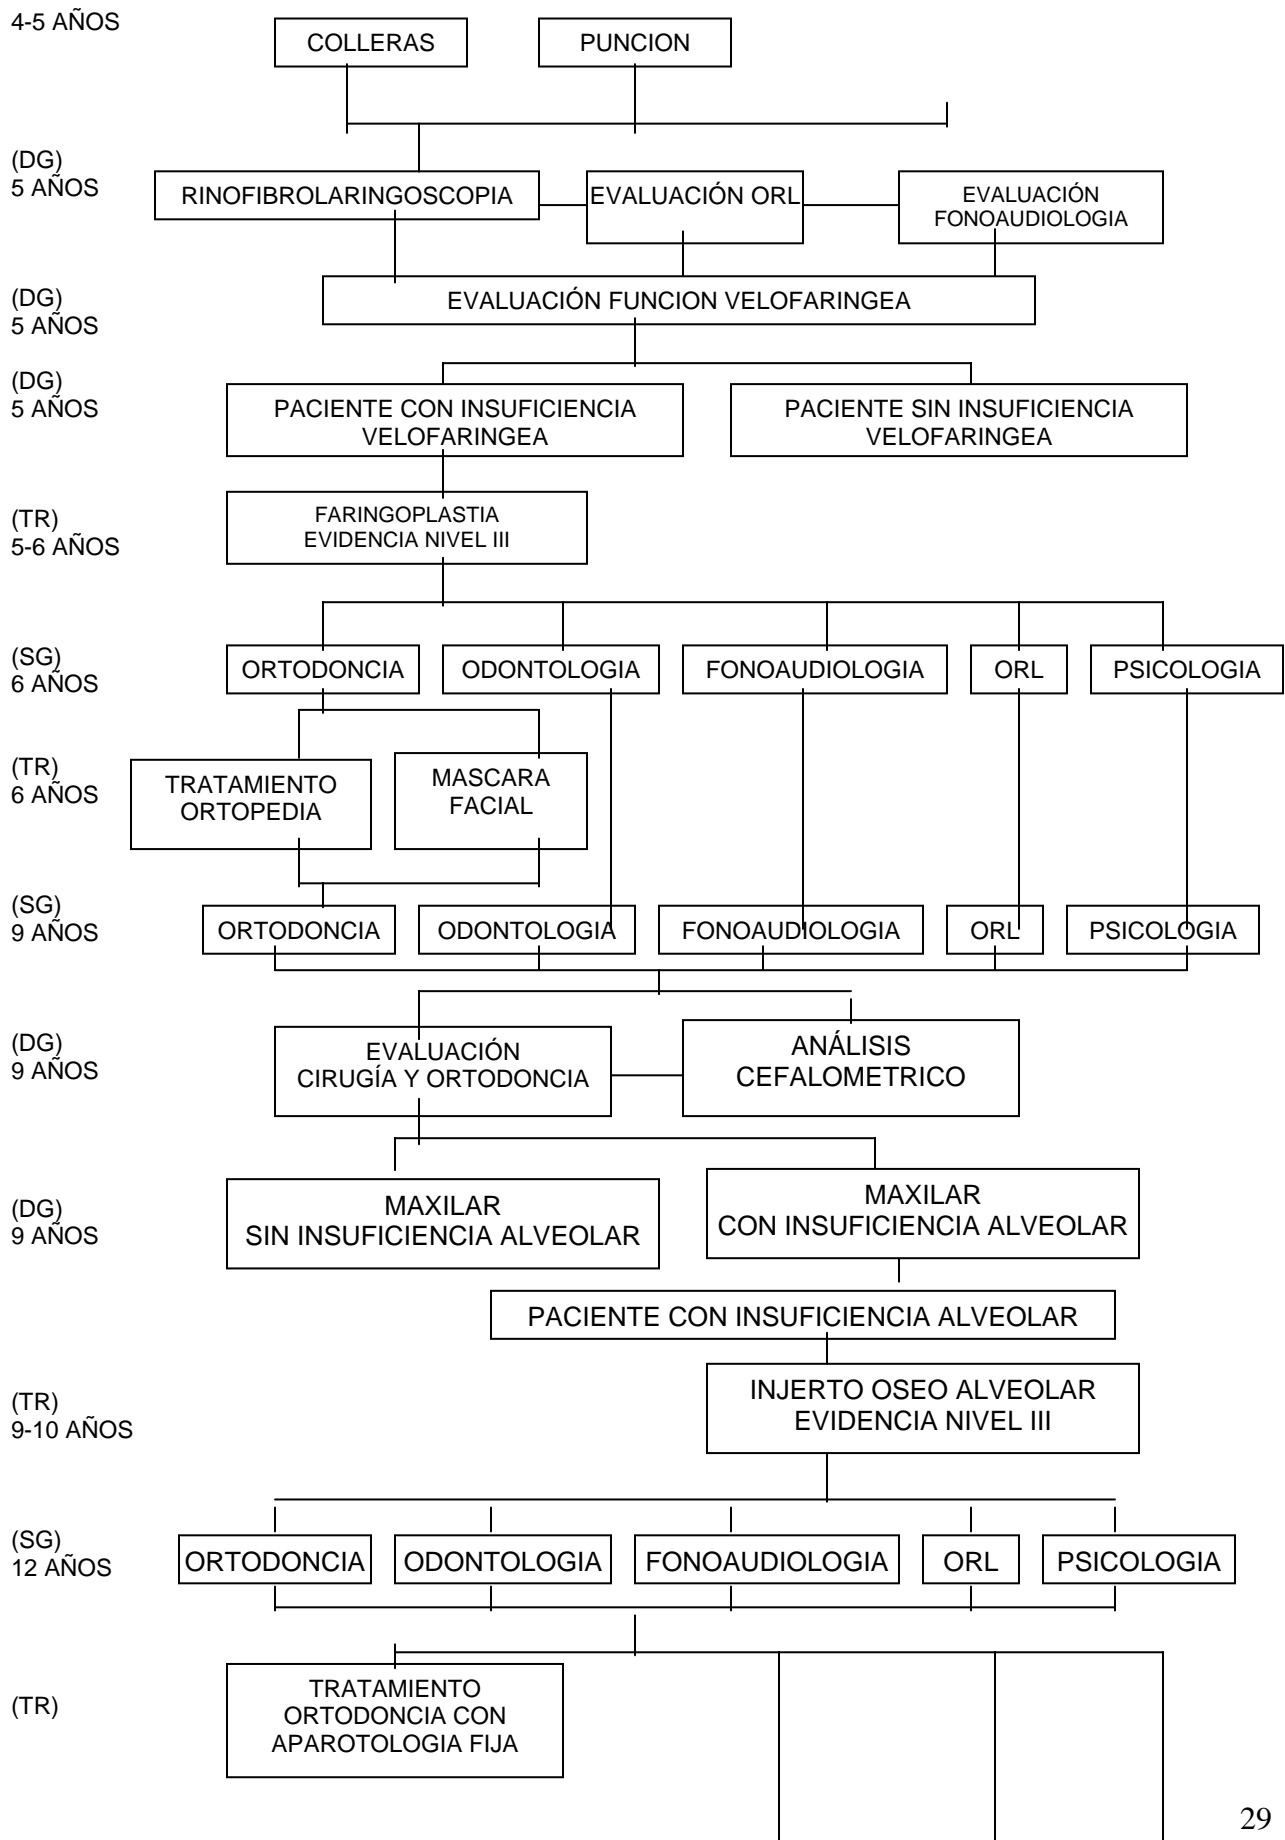 4-5 AÑOS
COLLERAS
PUNCION
(DG)
5 AÑOS
RINOFIBROLARINGOSCOPIA
EVALUACIÓN ORL
EVALUACIÓN
FONOAUDIOLOGIA
(DG)
5 AÑOS
EVALUACIÓN FUNCION VELOFARINGEA
(DG)
5 AÑOS
PACIENTE CON INSUFICIENCIA
VELOFARINGEA
PACIENTE SIN INSUFICIENCIA
VELOFARINGEA
(TR)
5-6 AÑOS
FARINGOPLASTIA
EVIDENCIA NIVEL III
(SG)
6 AÑOS
ORTODONCIA
ODONTOLOGIA
FONOAUDIOLOGIA
ORL
PSICOLOGIA
(TR)
6 AÑOS
TRATAMIENTO
ORTOPEDIA
MASCARA
FACIAL
(SG)
9 AÑOS
ORTODONCIA
ODONTOLOGIA
FONOAUDIOLOGIA
ORL
PSICOLOGIA
(DG)
9 AÑOS
EVALUACIÓN
CIRUGÍA Y ORTODONCIA
ANÁLISIS
CEFALOMETRICO
(DG)
9 AÑOS
MAXILAR
SIN INSUFICIENCIA ALVEOLAR
MAXILAR
CON INSUFICIENCIA ALVEOLAR
PACIENTE CON INSUFICIENCIA ALVEOLAR
(TR)
9-10 AÑOS
INJERTO OSEO ALVEOLAR
EVIDENCIA NIVEL III
(SG)
12 AÑOS
ORTODONCIA
ODONTOLOGIA
FONOAUDIOLOGIA
ORL
PSICOLOGIA
(TR)
TRATAMIENTO
ORTODONCIA CON
APAROTOLOGIA FIJA
29